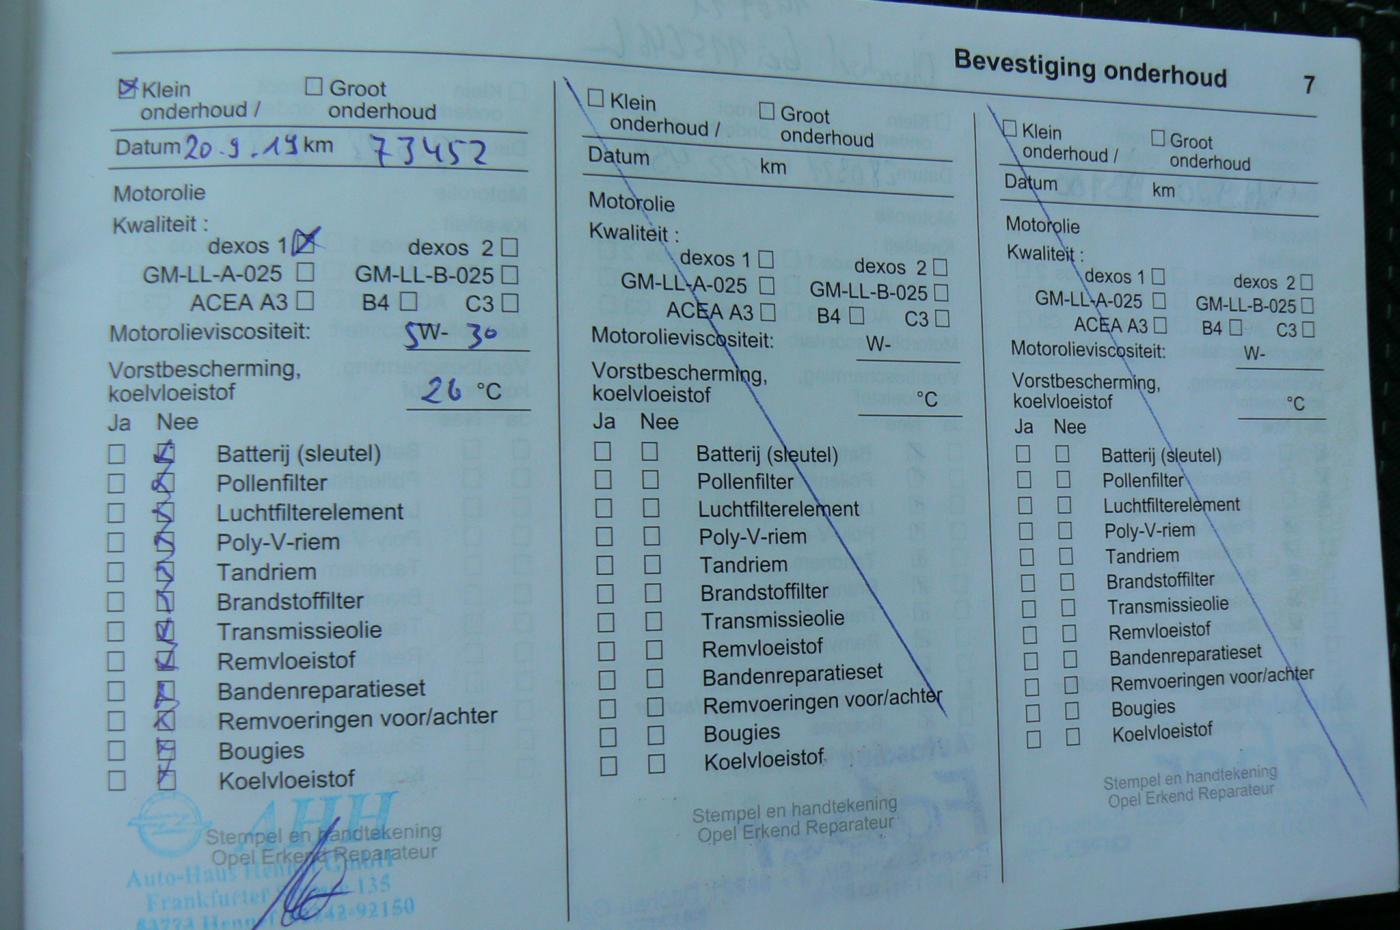 Bevestiging onderhoud 7
Klein onderhoud /
Groot onderhoud
Datum 20.9.19 km 73452
Motorolie
Kwaliteit :
dexos 1 dexos 2
GM-LL-A-025 GM-LL-B-025
ACEA A3 B4 C3
Motorolieviscositeit: 5W- 30
Vorstbescherming,
koelvloeistof 26 °C
Ja Nee
Batterij (sleutel)
Pollenfilter
Luchtfilterelement
Poly-V-riem
Tandriem
Brandstoffilter
Transmissieolie
Remvloeistof
Bandenreparatieset
Remvoeringen voor/achter
Bougies
Koelvloeistof
AHH
Stempel en handtekening
Opel Erkend Reparateur
Auto-Haus
Frankfurter 135
92150
Klein onderhoud /
Groot onderhoud
Datum km
Motorolie
Kwaliteit :
dexos 1 dexos 2
GM-LL-A-025 GM-LL-B-025
ACEA A3 B4 C3
Motorolieviscositeit: W-
Vorstbescherming,
koelvloeistof °C
Ja Nee
Batterij (sleutel)
Pollenfilter
Luchtfilterelement
Poly-V-riem
Tandriem
Brandstoffilter
Transmissieolie
Remvloeistof
Bandenreparatieset
Remvoeringen voor/achter
Bougies
Koelvloeistof
Stempel en handtekening
Opel Erkend Reparateur
Klein onderhoud /
Groot onderhoud
Datum km
Motorolie
Kwaliteit :
dexos 1 dexos 2
GM-LL-A-025 GM-LL-B-025
ACEA A3 B4 C3
Motorolieviscositeit: W-
Vorstbescherming,
koelvloeistof °C
Ja Nee
Batterij (sleutel)
Pollenfilter
Luchtfilterelement
Poly-V-riem
Tandriem
Brandstoffilter
Transmissieolie
Remvloeistof
Bandenreparatieset
Remvoeringen voor/achter
Bougies
Koelvloeistof
Stempel en handtekening
Opel Erkend Reparateur